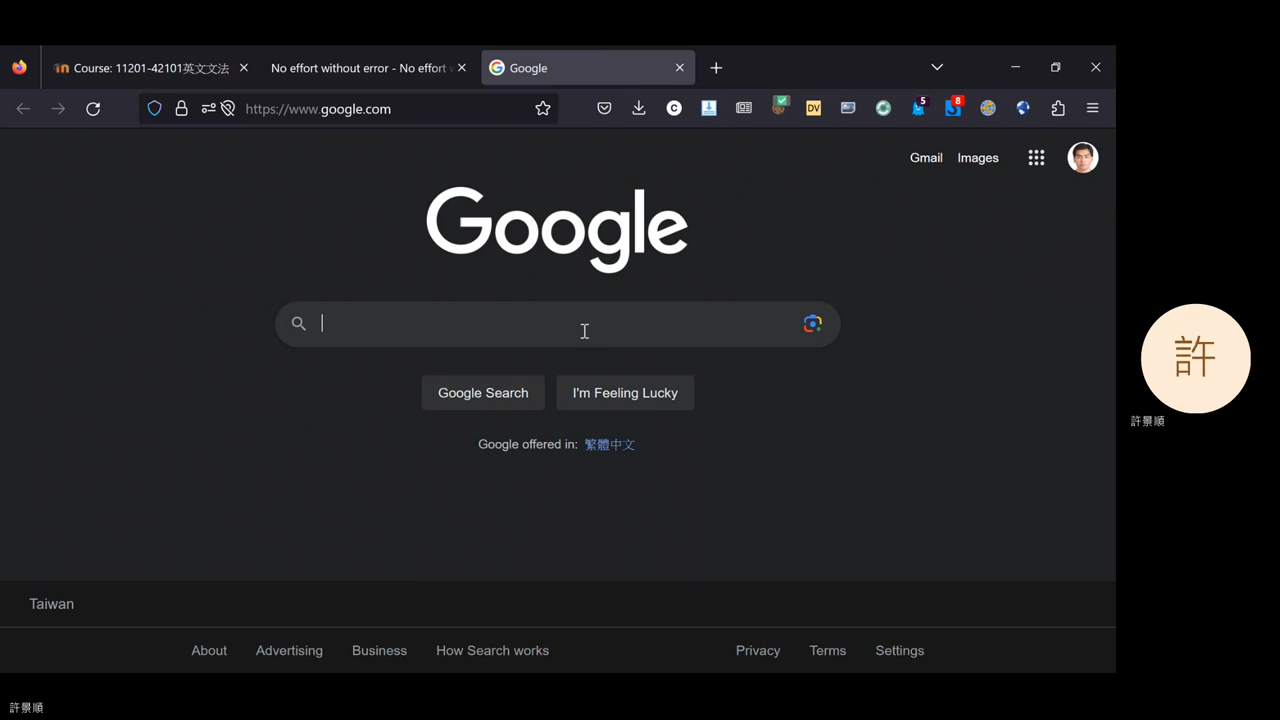 Course: 11201-42101英文文法
No effort without error - No effort
Google
https://www.google.com
C
DV
5
8
Gmail Images
Google
Google Search I'm Feeling Lucky
Google offered in: 繁體中文
許
許景順
Taiwan
About Advertising Business How Search works Privacy Terms Settings
許景順